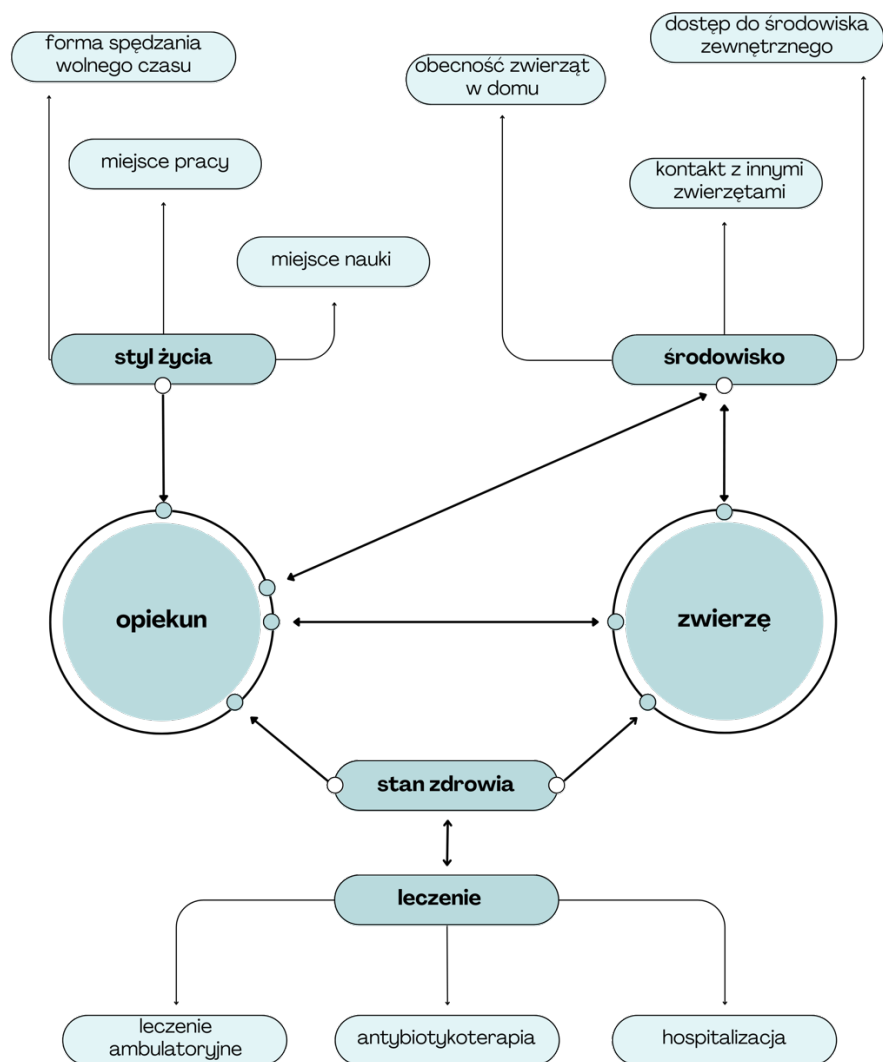 forma spędzania
wolnego czasu
dostęp do środowiska
zewnętrznego
obecność zwierząt
w domu
miejsce pracy
kontakt z innymi
zwierzętami
miejsce nauki
styl życia
środowisko
opiekun
zwierzę
stan zdrowia
leczenie
leczenie
ambulatoryjne
antybiotykoterapia
hospitalizacja